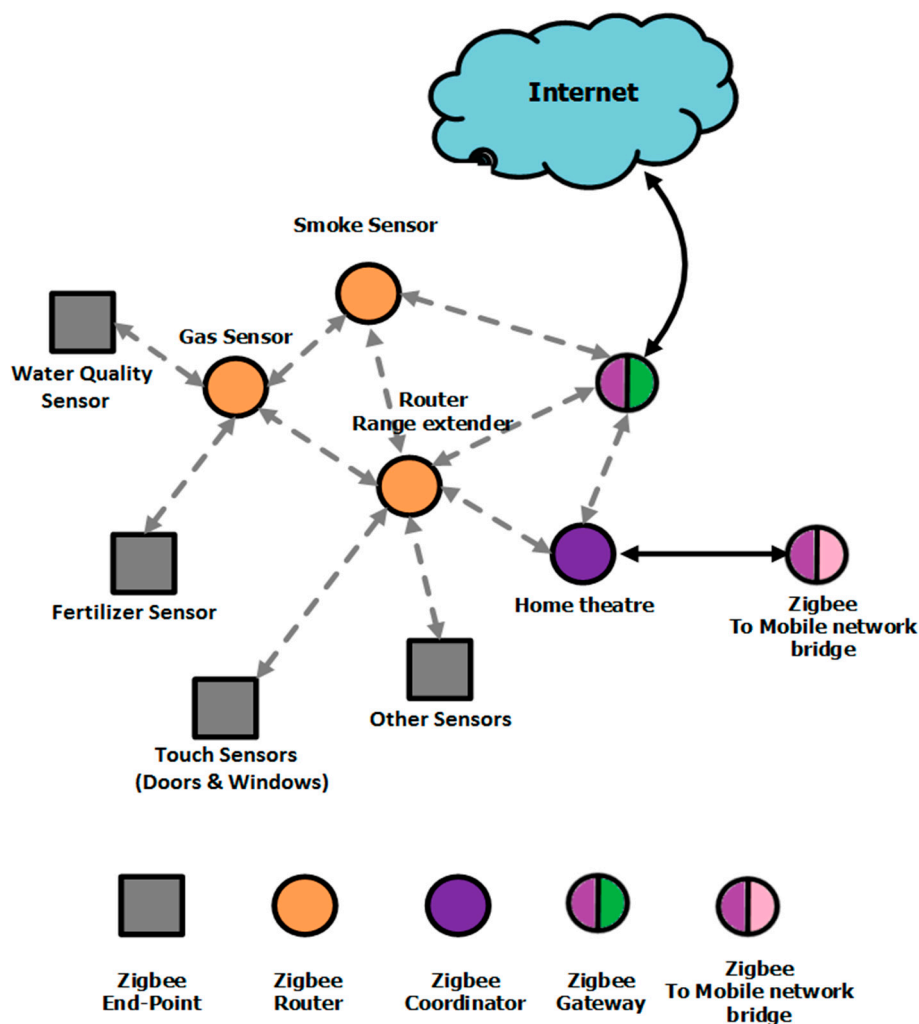 Internet
Smoke Sensor
Gas Sensor
Water Quality
Sensor
Router
Range extender
Fertilizer Sensor
Home theatre
Zigbee
To Mobile network
bridge
Other Sensors
Touch Sensors
(Doors & Windows)
Zigbee
End-Point
Zigbee
Router
Zigbee
Coordinator
Zigbee
Gateway
Zigbee
To Mobile network
bridge